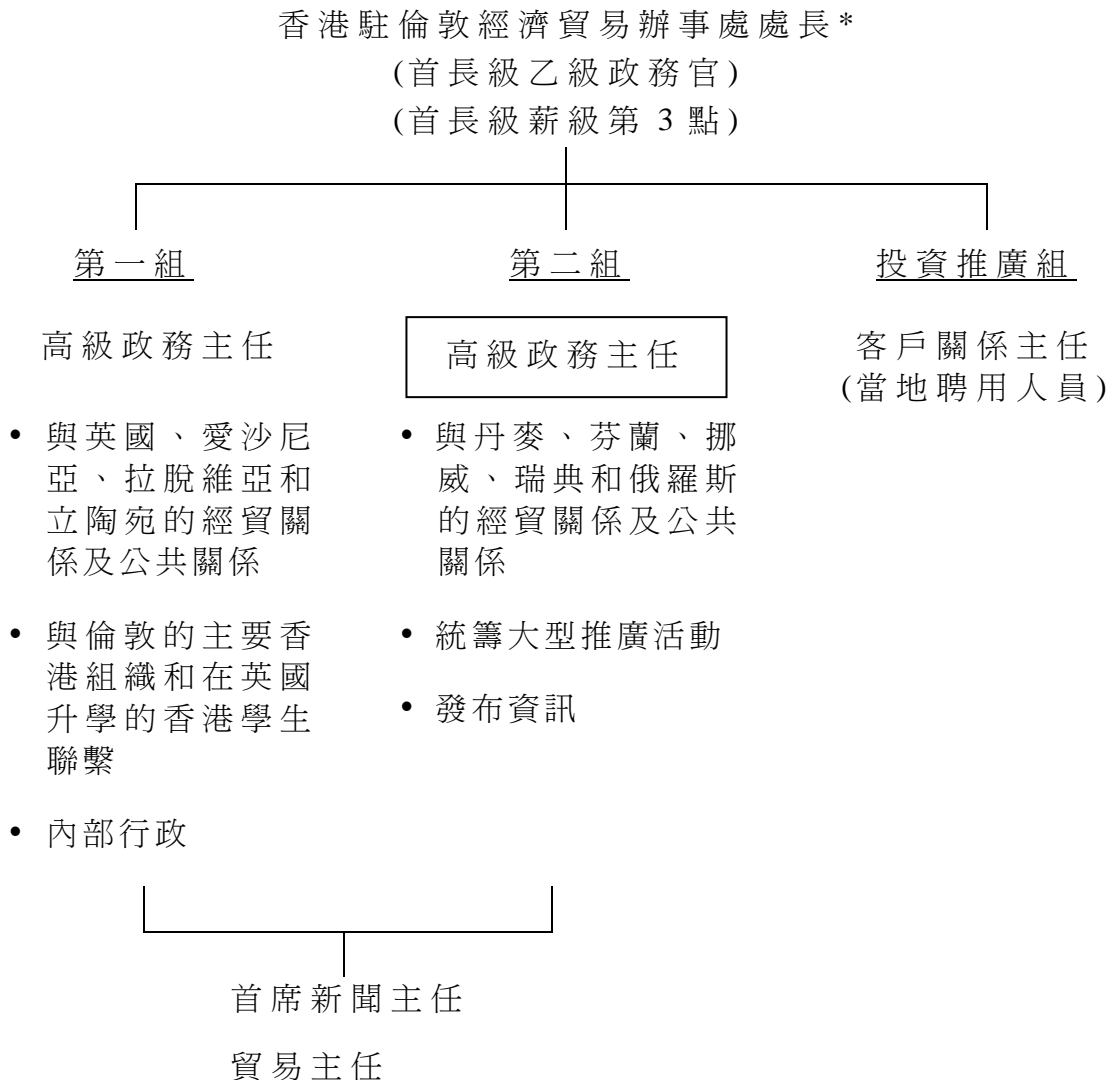 香港駐倫敦經濟貿易辦事處處長*
(首長級乙級政務官)
(首長級薪級第 3 點)
第一組
高級政務主任
• 與英國、愛沙尼
亞、拉脫維亞和
立陶宛的經貿關
係及公共關係
• 與倫敦的主要香
港組織和在英國
升學的香港學生
聯繫
• 內部行政
第二組
高級政務主任
• 與丹麥、芬蘭、挪
威、瑞典和俄羅斯
的經貿關係及公共
關係
• 統籌大型推廣活動
• 發布資訊
投資推廣組
客戶關係主任
(當地聘用人員)
首席新聞主任
貿易主任